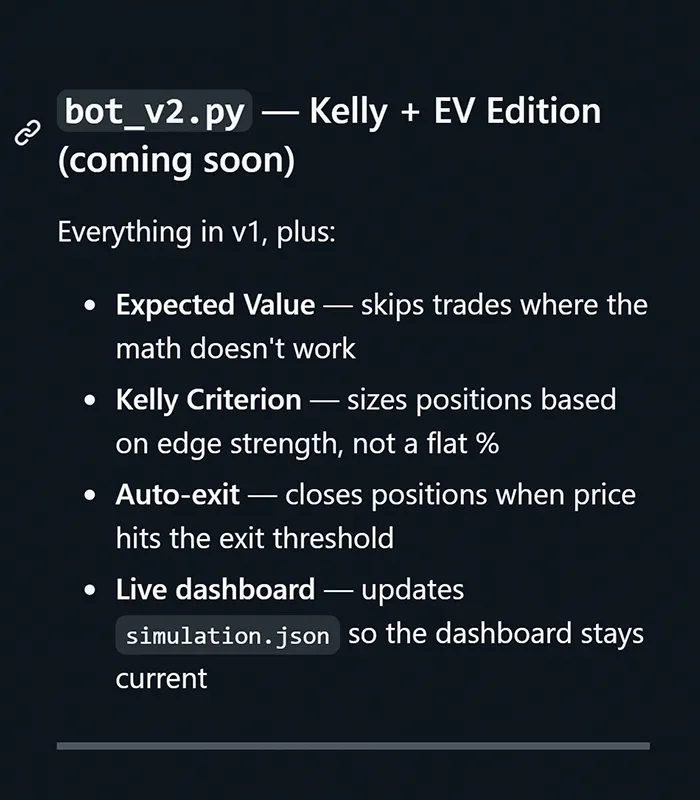 bot_v2.py — Kelly + EV Edition
(coming soon)
Everything in v1, plus:
• Expected Value — skips trades where the
math doesn't work
• Kelly Criterion — sizes positions based
on edge strength, not a flat %
• Auto-exit — closes positions when price
hits the exit threshold
• Live dashboard — updates
simulation.json so the dashboard stays
current